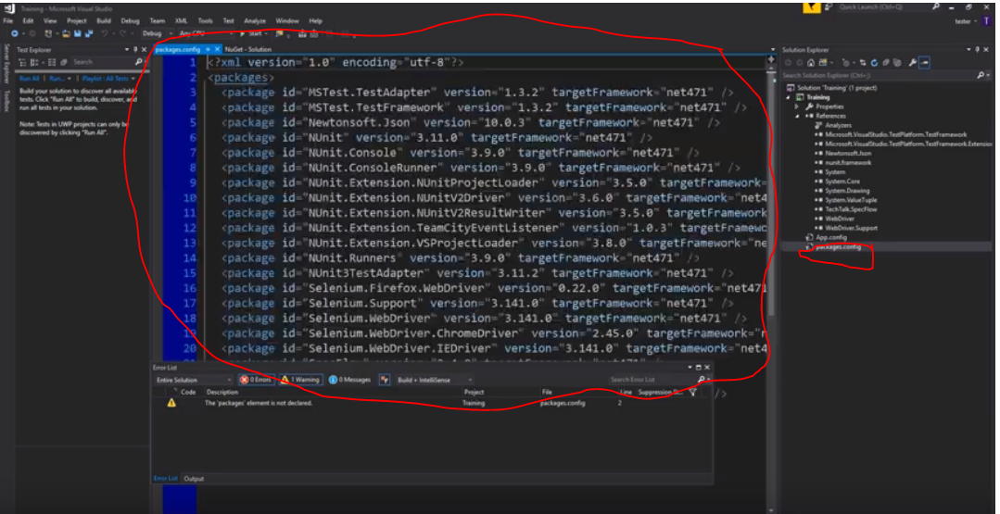 Training - Microsoft Visual Studio
Quick Launch (Ctrl+Q)
File Edit View Project Build Debug Team XML Tools Test Analyze Window Help
tester
T
Debug Any CPU Start
Server Explorer
Toolbox
Test Explorer
Search
Run All | Run... | Playlist : All Tests
Build your solution to discover all available
tests. Click "Run All" to build, discover, and
run all tests in your solution.
Note: Tests in UWP projects can only be
discovered by clicking "Run All".
packages.config NuGet - Solution
1 <?xml version="1.0" encoding="utf-8"?>
2 <packages>
3 <package id="MSTest.TestAdapter" version="1.3.2" targetFramework="net471" />
4 <package id="MSTest.TestFramework" version="1.3.2" targetFramework="net471" />
5 <package id="Newtonsoft.Json" version="10.0.3" targetFramework="net471" />
6 <package id="NUnit" version="3.11.0" targetFramework="net471" />
7 <package id="NUnit.Console" version="3.9.0" targetFramework="net471" />
8 <package id="NUnit.ConsoleRunner" version="3.9.0" targetFramework="net471" />
9 <package id="NUnit.Extension.NUnitProjectLoader" version="3.5.0" targetFramework=
10 <package id="NUnit.Extension.NUnitV2Driver" version="3.6.0" targetFramework="net4
11 <package id="NUnit.Extension.NUnitV2ResultWriter" version="3.5.0" targetFramework
12 <package id="NUnit.Extension.TeamCityEventListener" version="1.0.3" targetFramewo
13 <package id="NUnit.Extension.VSProjectLoader" version="3.8.0" targetFramework="ne
14 <package id="NUnit.Runners" version="3.9.0" targetFramework="net471" />
15 <package id="NUnit3TestAdapter" version="3.11.2" targetFramework="net471" />
16 <package id="Selenium.Firefox.WebDriver" version="0.22.0" targetFramework="net471
17 <package id="Selenium.Support" version="3.141.0" targetFramework="net471" />
18 <package id="Selenium.WebDriver" version="3.141.0" targetFramework="net471" />
19 <package id="Selenium.WebDriver.ChromeDriver" version="2.45.0" targetFramework="n
20 <package id="Selenium.WebDriver.IEDriver" version="3.141.0" targetFramework="net4
/>
Error List
Entire Solution 0 Errors 1 Warning 0 Messages Build + IntelliSense Search Error List
Code Description Project File Line Suppression
The 'packages' element is not declared. Training packages.config 2
Error List Output
Solution Explorer
Search Solution Explorer (Ctrl+;)
Solution 'Training' (1 project)
Training
Properties
References
Analyzers
Microsoft.VisualStudio.TestPlatform.TestFramework
Microsoft.VisualStudio.TestPlatform.TestFramework.Extension
Newtonsoft.Json
nunit.framework
System
System.Core
System.Drawing
System.ValueTuple
TechTalk.SpecFlow
WebDriver
WebDriver.Support
App.config
packages.config